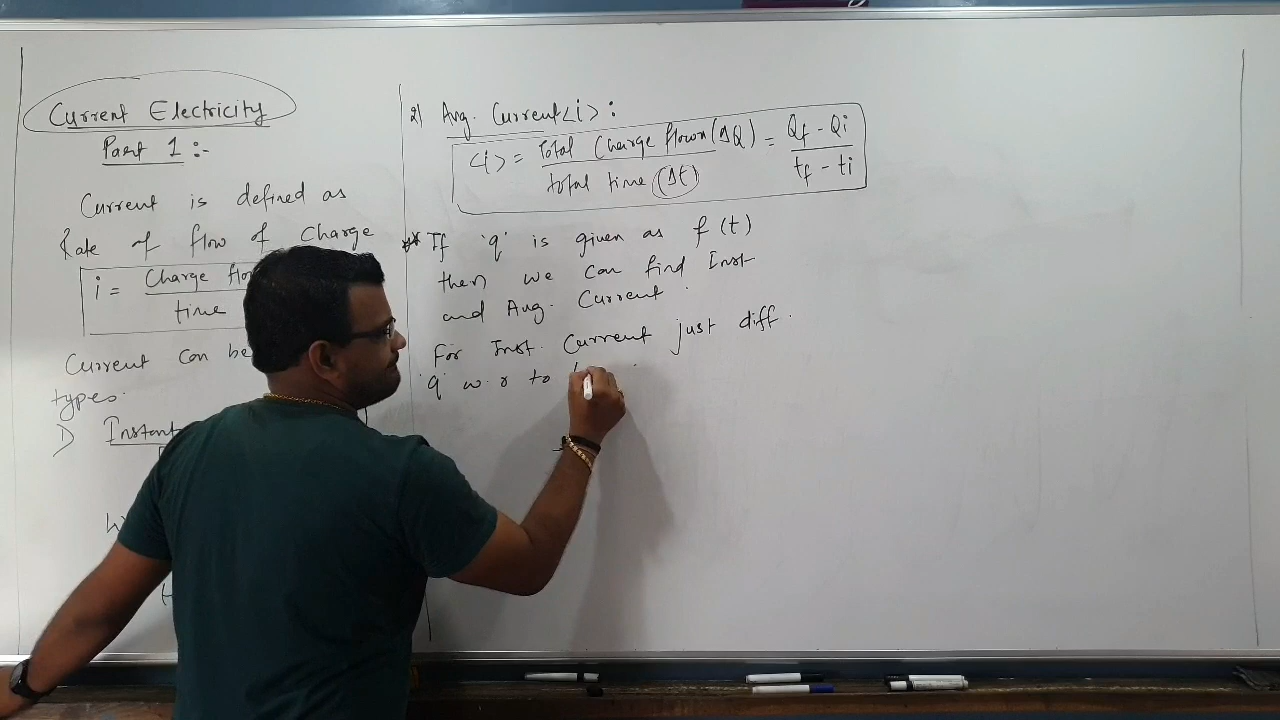 Current Electricity
Part 1 :-
Current is defined as
Rate of flow of Charge
i = Charge flo
time
Current can be
types.
1) Instant
2) Avg. Current <i> :
<i> = Total Charge flown (ΔQ) = Qf - Qi
total time (Δt) tf - ti
** If 'q' is given as f (t)
then we can find Inst
and Avg. Current.
For Inst. Current just diff.
'q' w. r to